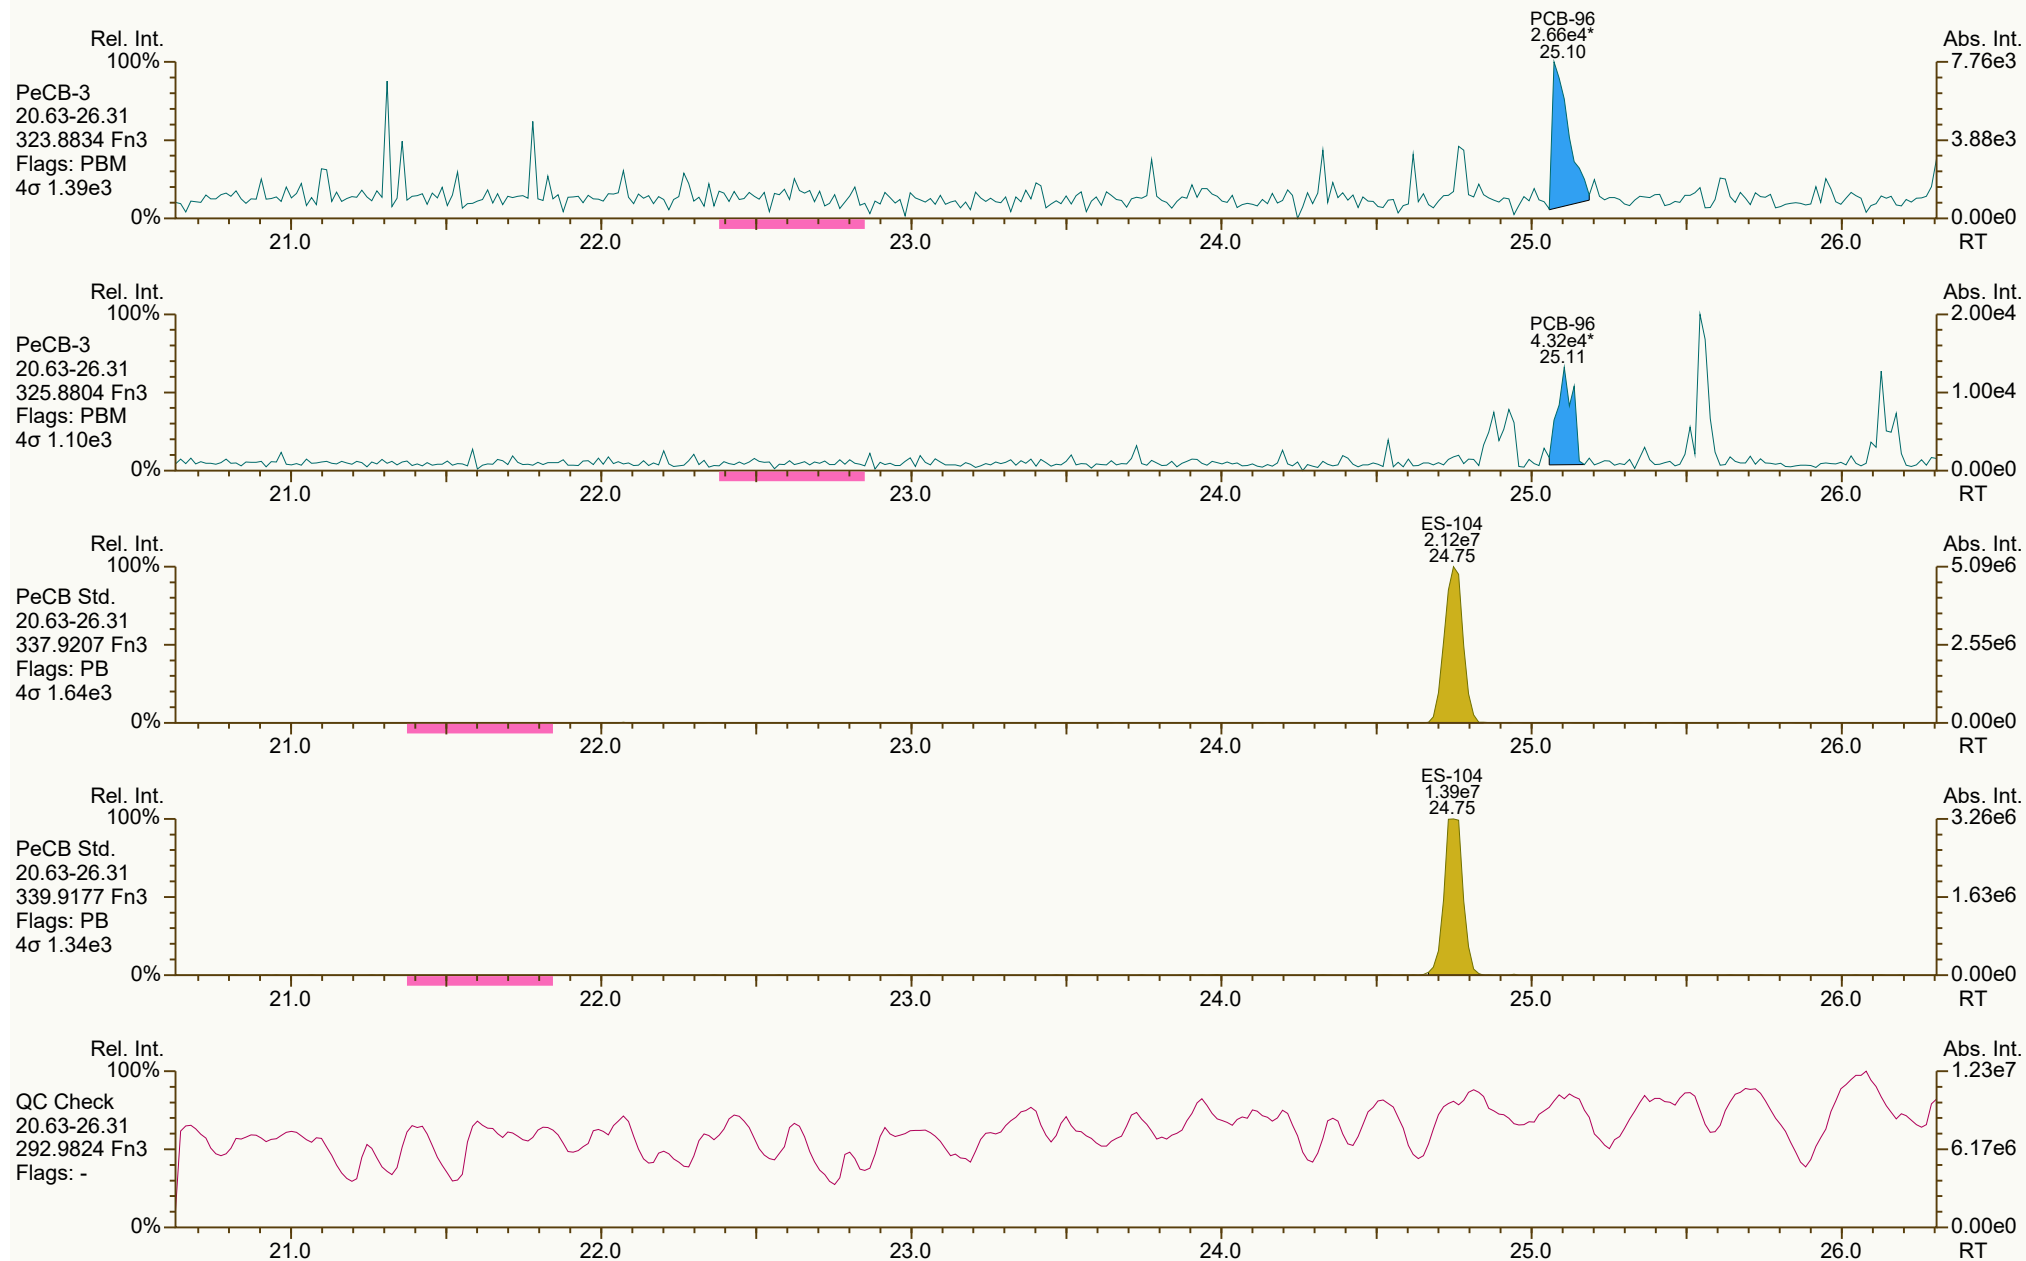 PCB-96
2.66e4*
25.10
Rel. Int.
Abs. Int.
100%
7.76e3
PeCB-3
20.63-26.31
323.8834 Fn3
3.88e3
Flags: PBM
4σ 1.39e3
0%
0.00e0
21.0 22.0 23.0 24.0 25.0 26.0 RT
Rel. Int.
Abs. Int.
100%
2.00e4
PCB-96
4.32e4*
25.11
PeCB-3
20.63-26.31
325.8804 Fn3
1.00e4
Flags: PBM
4σ 1.10e3
0%
0.00e0
21.0 22.0 23.0 24.0 25.0 26.0 RT
ES-104
2.12e7
24.75
Rel. Int.
Abs. Int.
100%
5.09e6
PeCB Std.
20.63-26.31
337.9207 Fn3
2.55e6
Flags: PB
4σ 1.64e3
0%
0.00e0
21.0 22.0 23.0 24.0 25.0 26.0 RT
ES-104
1.39e7
24.75
Rel. Int.
Abs. Int.
100%
3.26e6
PeCB Std.
20.63-26.31
339.9177 Fn3
1.63e6
Flags: PB
4σ 1.34e3
0%
0.00e0
21.0 22.0 23.0 24.0 25.0 26.0 RT
Rel. Int.
Abs. Int.
100%
1.23e7
QC Check
20.63-26.31
292.9824 Fn3
6.17e6
Flags: -
0%
0.00e0
21.0 22.0 23.0 24.0 25.0 26.0 RT